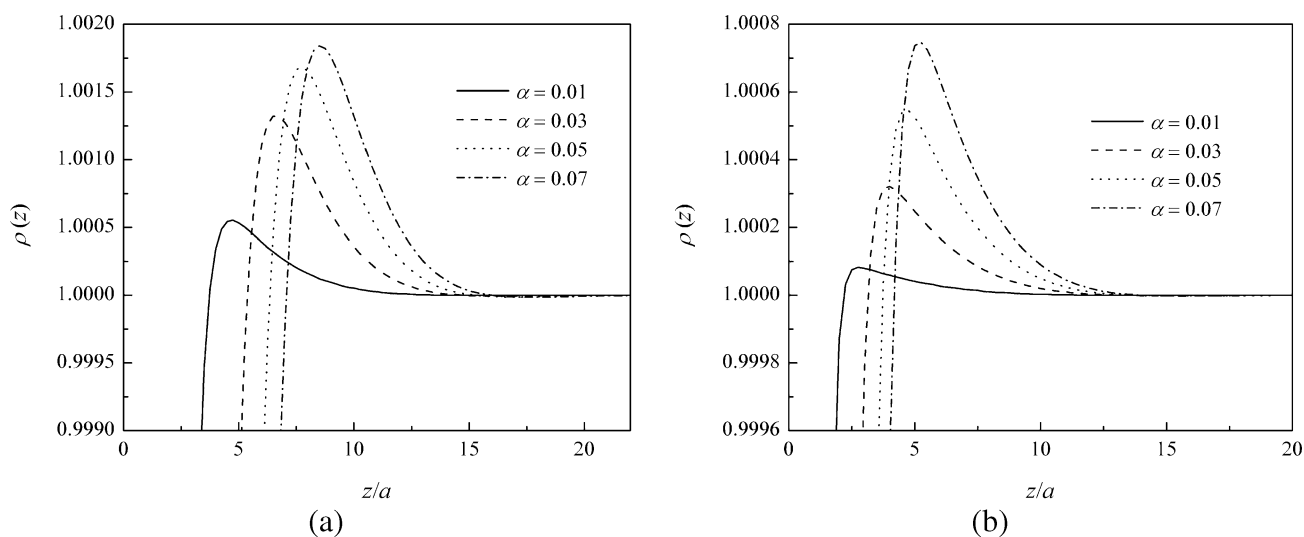 1.0020
1.0015
1.0010
1.0005
1.0000
0.9995
0.9990
ρ (z)
0 5 10 15 20
z/a
α = 0.01
α = 0.03
α = 0.05
α = 0.07
(a)
1.0008
1.0006
1.0004
1.0002
1.0000
0.9998
0.9996
ρ (z)
0 5 10 15 20
z/a
α = 0.01
α = 0.03
α = 0.05
α = 0.07
(b)